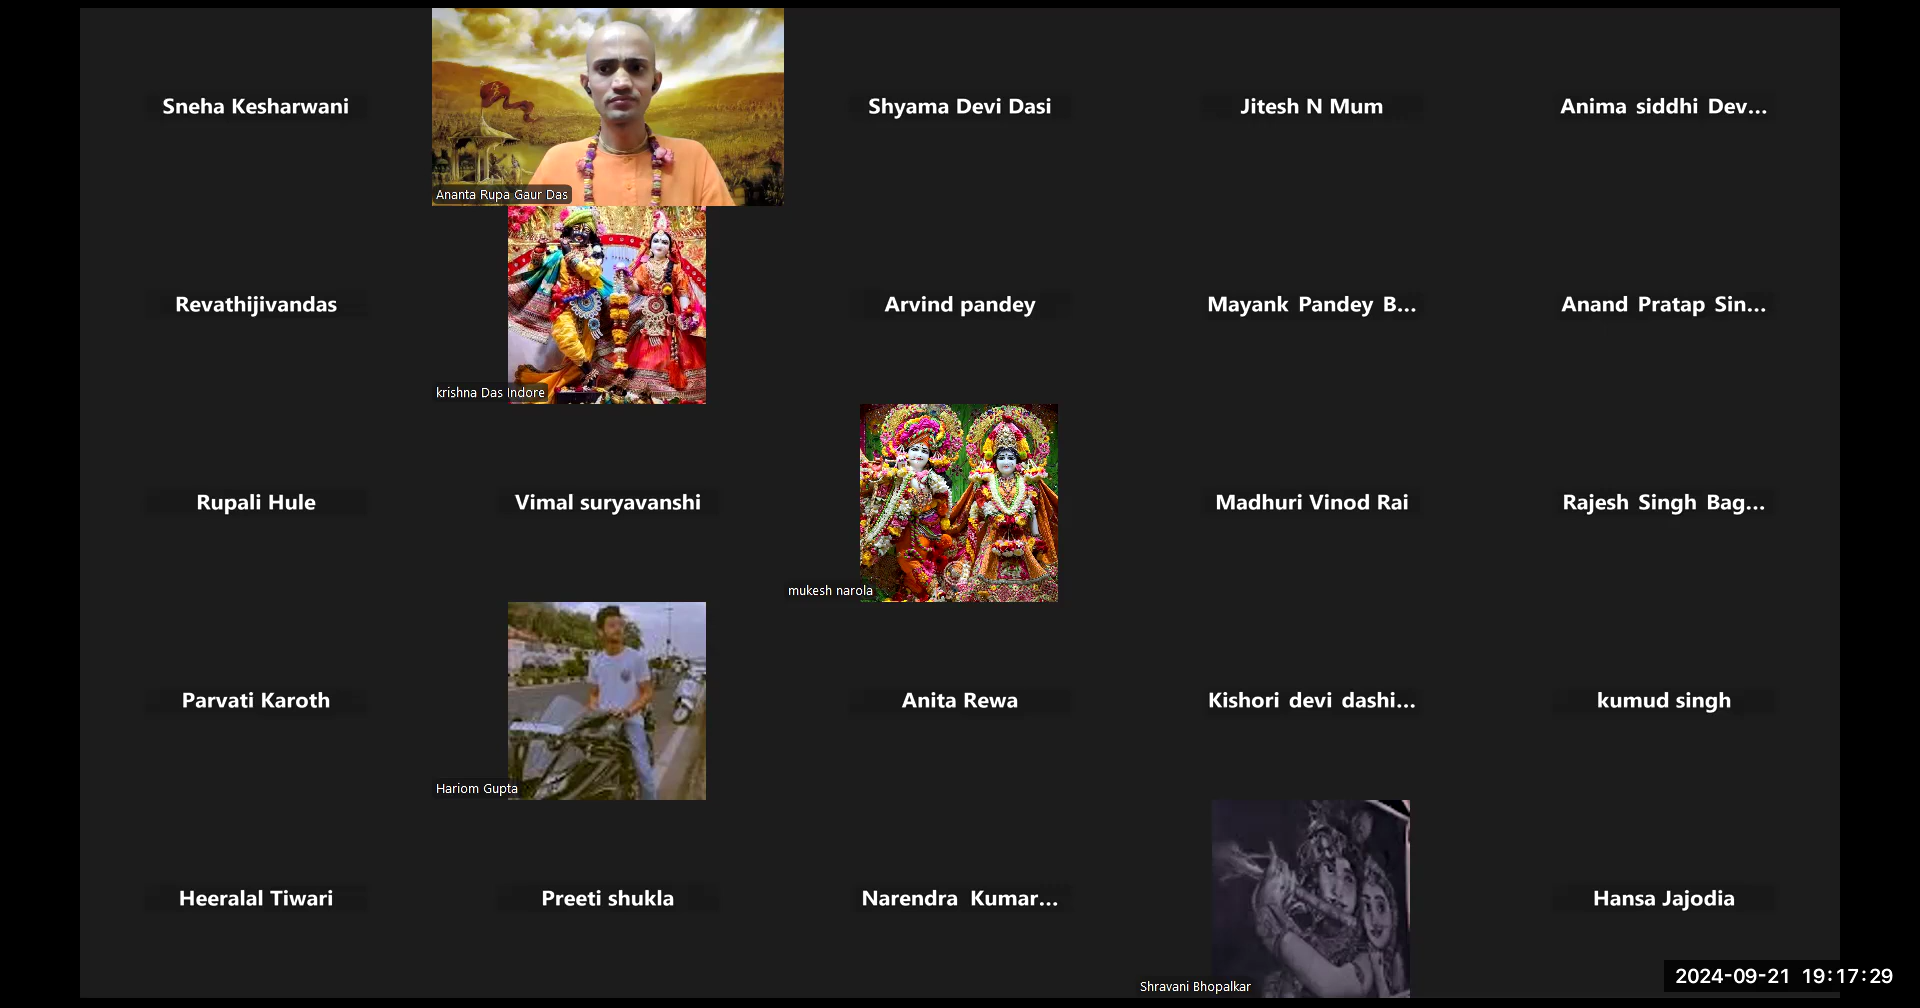 Sneha Kesharwani
Ananta Rupa Gaur Das
Shyama Devi Dasi
Jitesh N Mum
Anima siddhi Dev...
Revathijivandas
krishna Das Indore
Arvind pandey
Mayank Pandey B...
Anand Pratap Sin...
Rupali Hule
Vimal suryavanshi
mukesh narola
Madhuri Vinod Rai
Rajesh Singh Bag...
Parvati Karoth
Hariom Gupta
Anita Rewa
Kishori devi dashi...
kumud singh
Heeralal Tiwari
Preeti shukla
Narendra Kumar...
Shravani Bhopalkar
Hansa Jajodia
2024-09-21 19:17:29